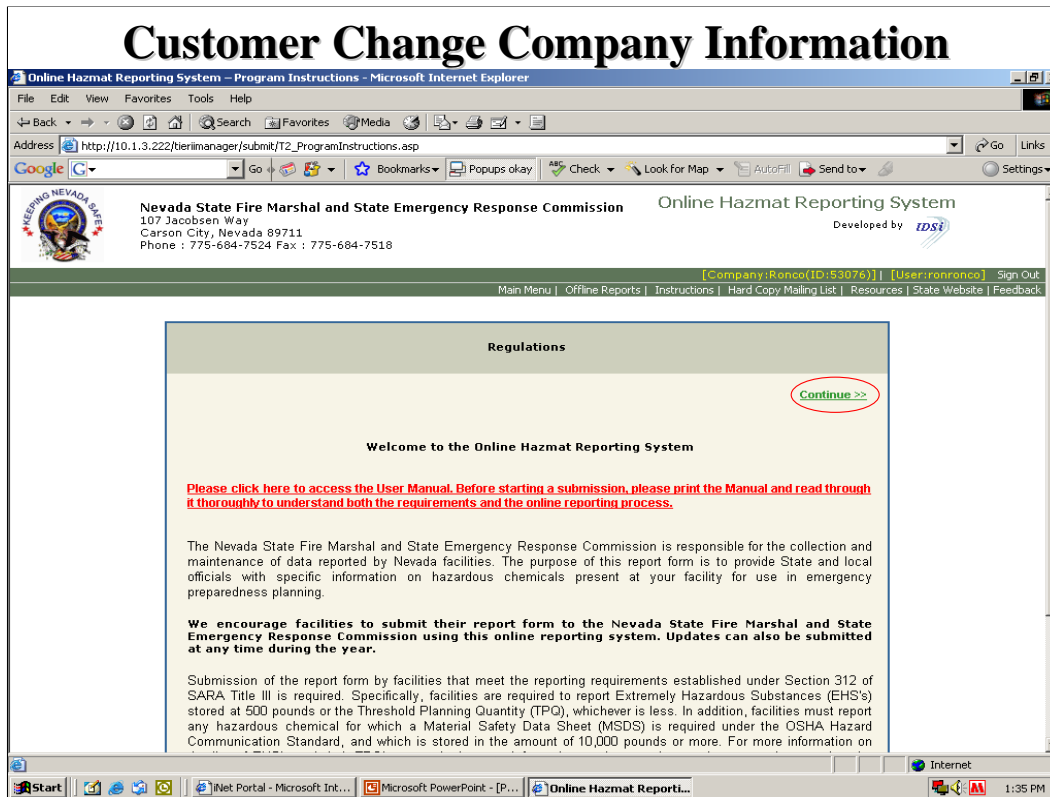 Customer Change Company Information
Online Hazmat Reporting System – Program Instructions - Microsoft Internet Explorer
File Edit View Favorites Tools Help
Back Search Favorites Media
Address http://10.1.3.222/tieriimanager/submit/T2_ProgramInstructions.asp Go Links
Google G Go Bookmarks Popups okay ABC Check Look for Map AutoFill Send to Settings
KEEPING NEVADA SAFE
Nevada State Fire Marshal and State Emergency Response Commission
107 Jacobsen Way
Carson City, Nevada 89711
Phone : 775-684-7524 Fax : 775-684-7518
Online Hazmat Reporting System
Developed by IDSi
[Company:Ronco(ID:53076)] | [User:ronronco] Sign Out
Main Menu | Offline Reports | Instructions | Hard Copy Mailing List | Resources | State Website | Feedback
Regulations
Continue >>
Welcome to the Online Hazmat Reporting System
Please click here to access the User Manual. Before starting a submission, please print the Manual and read through
it thoroughly to understand both the requirements and the online reporting process.
The Nevada State Fire Marshal and State Emergency Response Commission is responsible for the collection and
maintenance of data reported by Nevada facilities. The purpose of this report form is to provide State and local
officials with specific information on hazardous chemicals present at your facility for use in emergency
preparedness planning.
We encourage facilities to submit their report form to the Nevada State Fire Marshal and State
Emergency Response Commission using this online reporting system. Updates can also be submitted
at any time during the year.
Submission of the report form by facilities that meet the reporting requirements established under Section 312 of
SARA Title III is required. Specifically, facilities are required to report Extremely Hazardous Substances (EHS's)
stored at 500 pounds or the Threshold Planning Quantity (TPQ), whichever is less. In addition, facilities must report
any hazardous chemical for which a Material Safety Data Sheet (MSDS) is required under the OSHA Hazard
Communication Standard, and which is stored in the amount of 10,000 pounds or more. For more information on
Internet
Start iNet Portal - Microsoft Int... Microsoft PowerPoint - [P... Online Hazmat Reporti... 1:35 PM